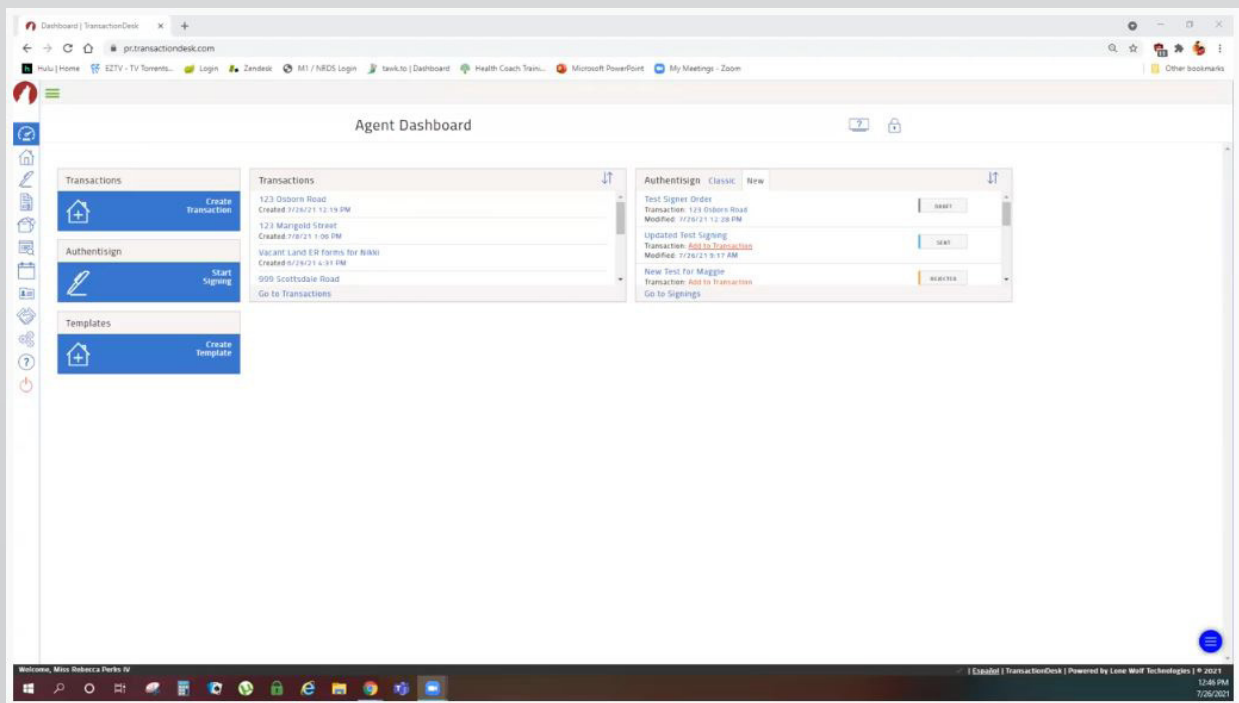 Dashboard | TransactionDesk
pr.transactiondesk.com
Hulu | Home EZTV - TV Torrents... Login Zendesk M1 / NRDS Login tawk.to | Dashboard Health Coach Traini... Microsoft PowerPoint My Meetings - Zoom Other bookmarks
Agent Dashboard
Transactions
Create
Transaction
Authentisign
Start
Signing
Templates
Create
Template
Transactions
123 Osborn Road
Created 7/26/21 12:19 PM
123 Marigold Street
Created 7/8/21 1:06 PM
Vacant Land ER forms for Nikki
Created 6/29/21 4:31 PM
999 Scottsdale Road
Go to Transactions
Authentisign Classic New
Test Signer Order
Transaction: 123 Osborn Road
Modified: 7/26/21 12:28 PM
DRAFT
Updated Test Signing
Transaction: Add to Transaction
Modified: 7/26/21 9:17 AM
SENT
New Test for Maggie
Transaction: Add to Transaction
REJECTED
Go to Signings
Welcome, Miss Rebecca Perks IV
| Español | TransactionDesk | Powered by Lone Wolf Technologies | © 2021
12:46 PM
7/26/2021